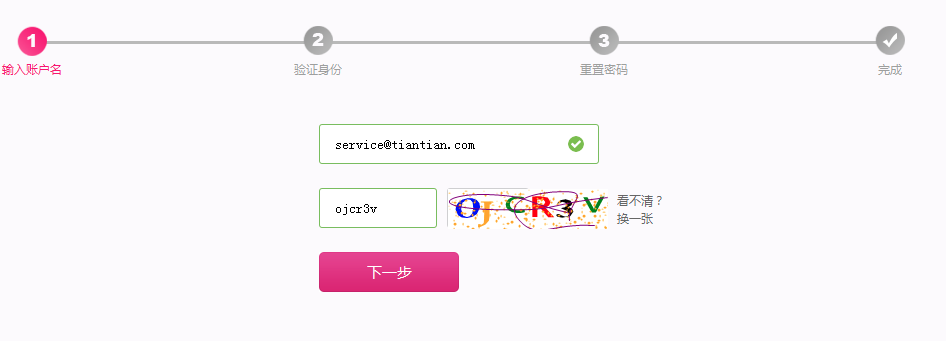 1
2
3
输入账户名
验证身份
重置密码
完成
service@tiantian.com
ojcr3v
OJCR3V
看不清？
换一张
下一步